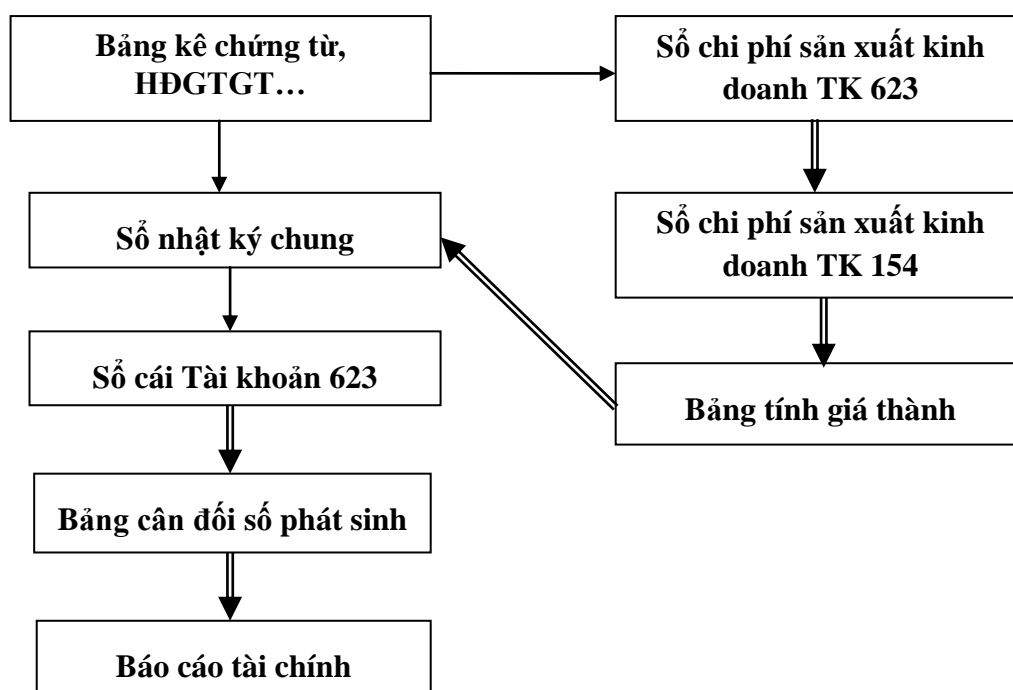 Bảng kê chứng từ,
HĐGTGT…
Sổ chi phí sản xuất kinh
doanh TK 623
Sổ nhật ký chung
Sổ chi phí sản xuất kinh
doanh TK 154
Sổ cái Tài khoản 623
Bảng tính giá thành
Bảng cân đối số phát sinh
Báo cáo tài chính